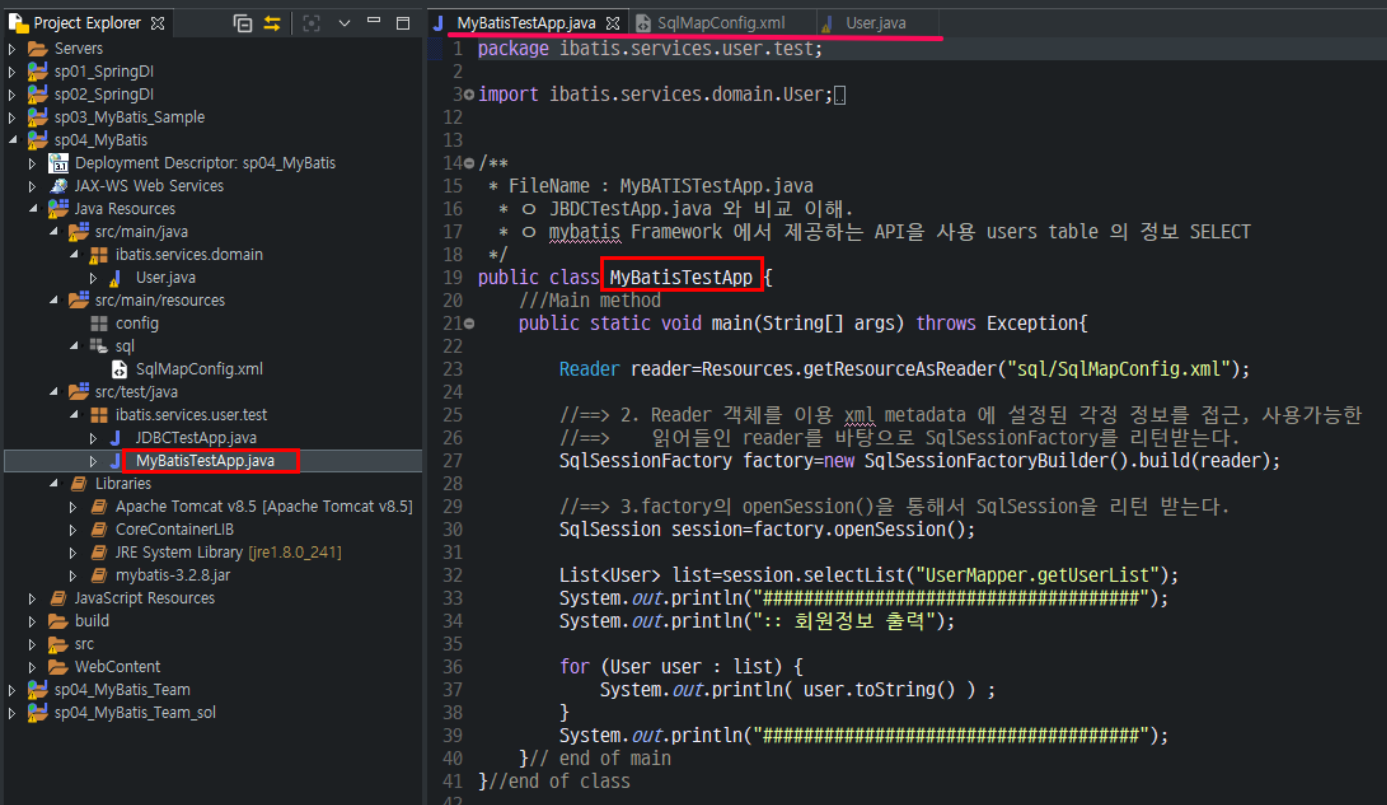 Project Explorer
Servers
sp01_SpringDI
sp02_SpringDI
sp03_MyBatis_Sample
sp04_MyBatis
Deployment Descriptor: sp04_MyBatis
JAX-WS Web Services
Java Resources
src/main/java
ibatis.services.domain
User.java
src/main/resources
config
sql
SqlMapConfig.xml
src/test/java
ibatis.services.user.test
JDBCTestApp.java
MyBatisTestApp.java
Libraries
Apache Tomcat v8.5 [Apache Tomcat v8.5]
CoreContainerLIB
JRE System Library [jre1.8.0_241]
mybatis-3.2.8.jar
JavaScript Resources
build
src
WebContent
sp04_MyBatis_Team
sp04_MyBatis_Team_sol
MyBatisTestApp.java SqlMapConfig.xml User.java
1 package ibatis.services.user.test;
2
3 import ibatis.services.domain.User;
12
13
14 /**
15 * FileName : MyBATISTestApp.java
16 * ㅇ JBDCTestApp.java 와 비교 이해.
17 * ㅇ mybatis Framework 에서 제공하는 API을 사용 users table 의 정보 SELECT
18 */
19 public class MyBatisTestApp {
20 ///Main method
21 public static void main(String[] args) throws Exception{
22
23 Reader reader=Resources.getResourceAsReader("sql/SqlMapConfig.xml");
24
25 //==> 2. Reader 객체를 이용 xml metadata 에 설정된 각정 정보를 접근, 사용가능한
26 //==> 읽어들인 reader를 바탕으로 SqlSessionFactory를 리턴받는다.
27 SqlSessionFactory factory=new SqlSessionFactoryBuilder().build(reader);
28
29 //==> 3.factory의 openSession()을 통해서 SqlSession을 리턴 받는다.
30 SqlSession session=factory.openSession();
31
32 List<User> list=session.selectList("UserMapper.getUserList");
33 System.out.println("#####################################");
34 System.out.println(":: 회원정보 출력");
35
36 for (User user : list) {
37 System.out.println( user.toString() ) ;
38 }
39 System.out.println("#####################################");
40 }// end of main
41 }//end of class
42